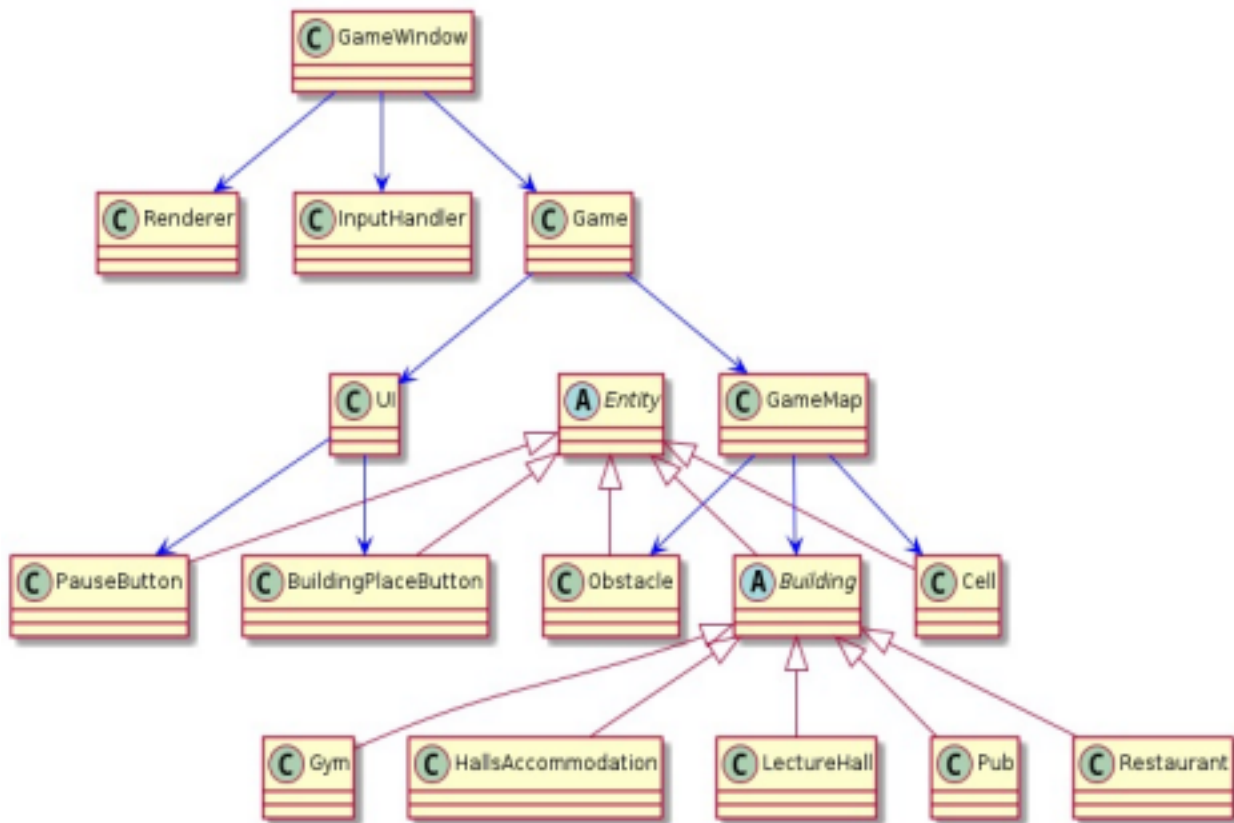 C GameWindow
C Renderer
C InputHandler
C Game
C UI
A Entity
C GameMap
C PauseButton
C BuildingPlaceButton
C Obstacle
A Building
C Cell
C Gym
C HallsAccommodation
C LectureHall
C Pub
C Restaurant